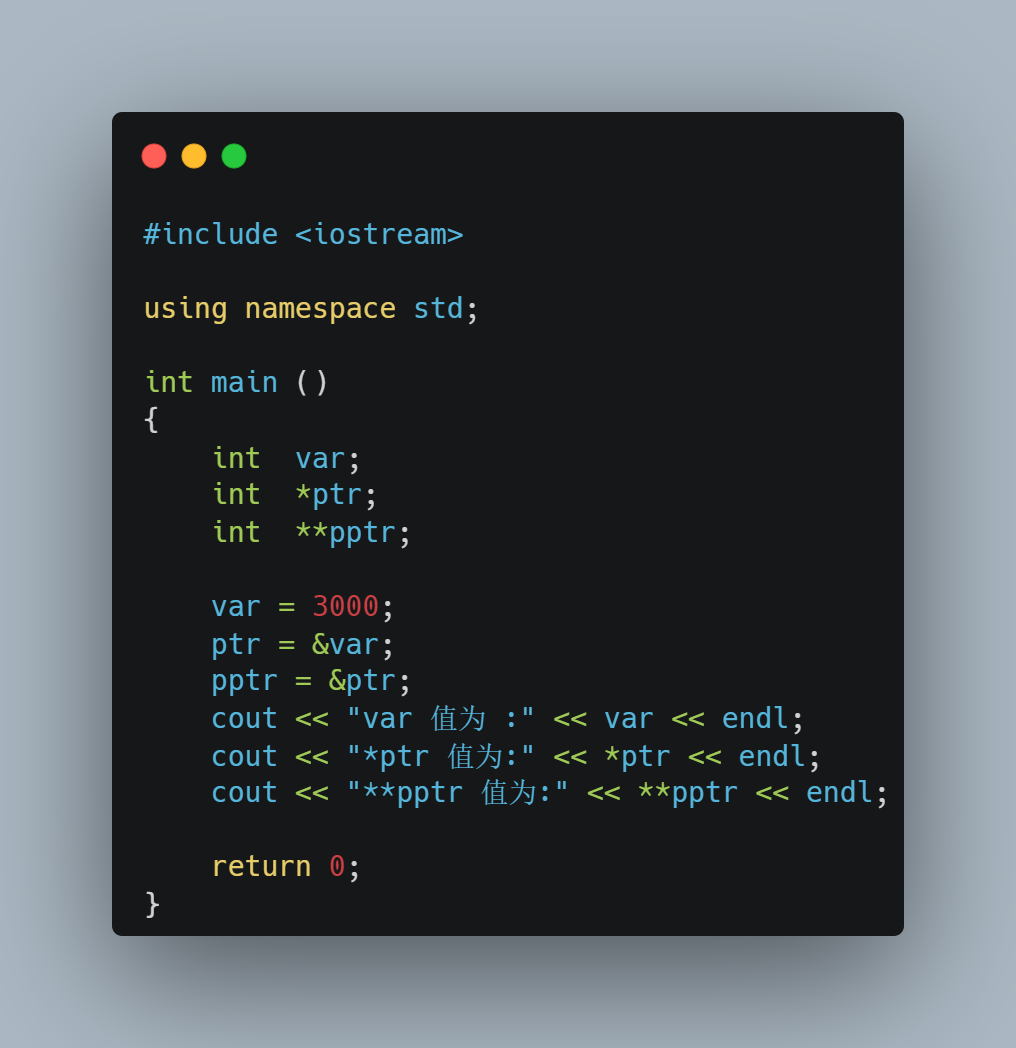 #include <iostream>
using namespace std;
int main ()
{
    int  var;
    int  *ptr;
    int  **pptr;
    var = 3000;
    ptr = &var;
    pptr = &ptr;
    cout << "var 值为 :" << var << endl;
    cout << "*ptr 值为:" << *ptr << endl;
    cout << "**pptr 值为:" << **pptr << endl;
    return 0;
}